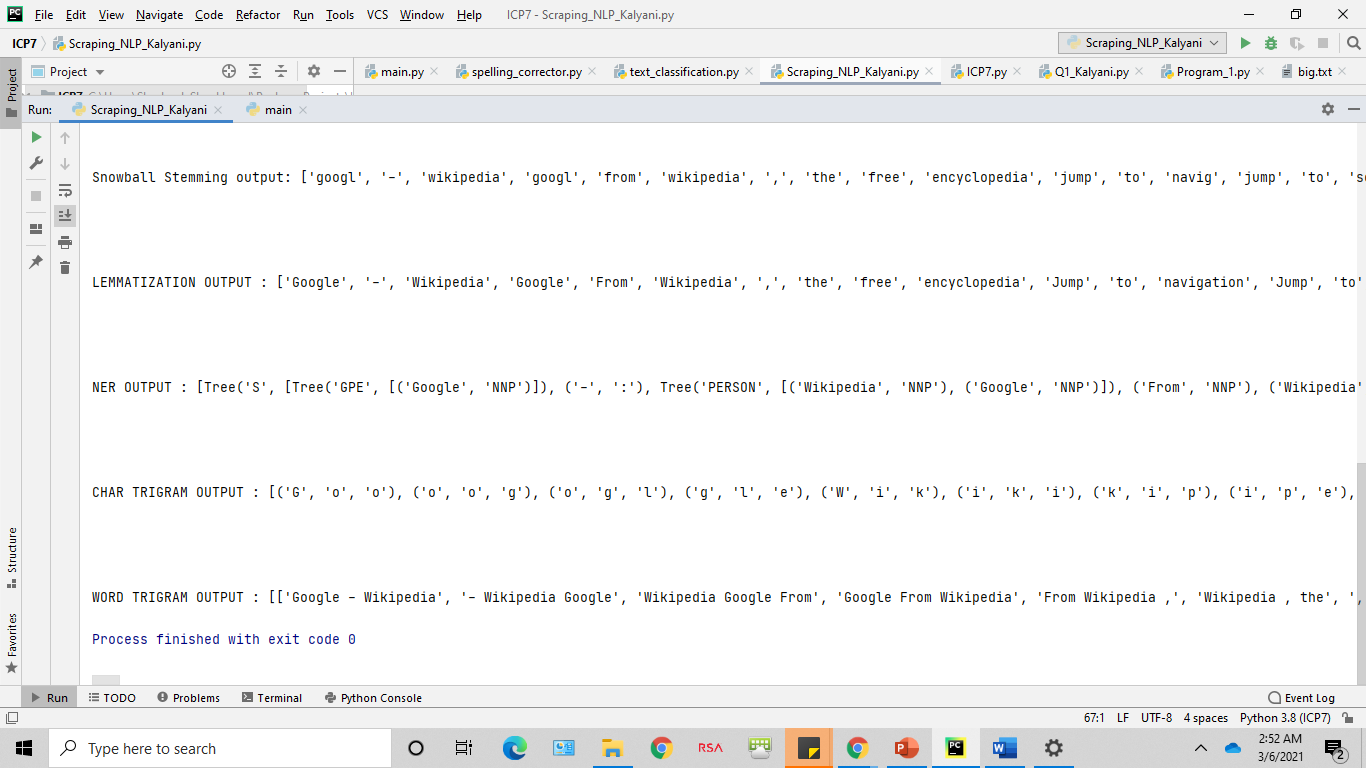 File Edit View Navigate Code Refactor Run Tools VCS Window Help ICP7 - Scraping_NLP_Kalyani.py
ICP7 Scraping_NLP_Kalyani.py Scraping_NLP_Kalyani
Project
Project main.py spelling_corrector.py text_classification.py Scraping_NLP_Kalyani.py ICP7.py Q1_Kalyani.py Program_1.py big.txt
Run: Scraping_NLP_Kalyani main
Snowball Stemming output: ['googl', '-', 'wikipedia', 'googl', 'from', 'wikipedia', ',', 'the', 'free', 'encyclopedia', 'jump', 'to', 'navig', 'jump', 'to',
LEMMATIZATION OUTPUT : ['Google', '-', 'Wikipedia', 'Google', 'From', 'Wikipedia', ',', 'the', 'free', 'encyclopedia', 'Jump', 'to', 'navigation', 'Jump', 'to'
NER OUTPUT : [Tree('S', [Tree('GPE', [('Google', 'NNP')]), ('-', ':'), Tree('PERSON', [('Wikipedia', 'NNP'), ('Google', 'NNP')]), ('From', 'NNP'), ('Wikipedia'
CHAR TRIGRAM OUTPUT : [('G', 'o', 'o'), ('o', 'o', 'g'), ('o', 'g', 'l'), ('g', 'l', 'e'), ('W', 'i', 'k'), ('i', 'k', 'i'), ('k', 'i', 'p'), ('i', 'p', 'e'),
WORD TRIGRAM OUTPUT : [['Google - Wikipedia', '- Wikipedia Google', 'Wikipedia Google From', 'Google From Wikipedia', 'From Wikipedia ,', 'Wikipedia , the', ',
Process finished with exit code 0
Structure
Favorites
Run TODO Problems Terminal Python Console Event Log
67:1 LF UTF-8 4 spaces Python 3.8 (ICP7)
Type here to search RSA PC W 2:52 AM
3/6/2021 2